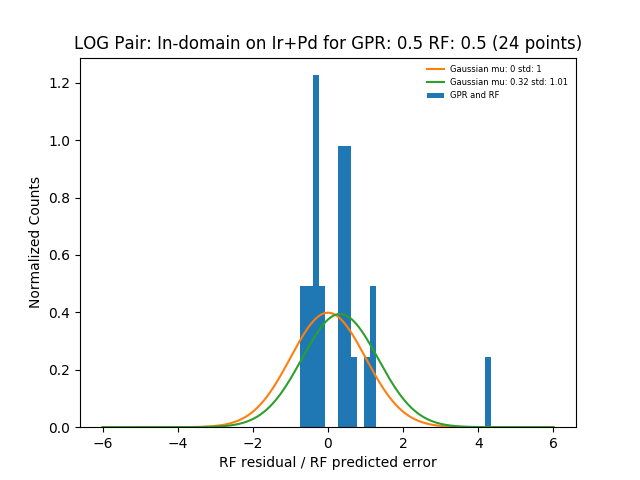 LOG Pair: In-domain on Ir+Pd for GPR: 0.5 RF: 0.5 (24 points)
Gaussian mu: 0 std: 1
Gaussian mu: 0.32 std: 1.01
GPR and RF
Normalized Counts
1.2
1.0
0.8
0.6
0.4
0.2
0.0
−6 −4 −2 0 2 4 6
RF residual / RF predicted error